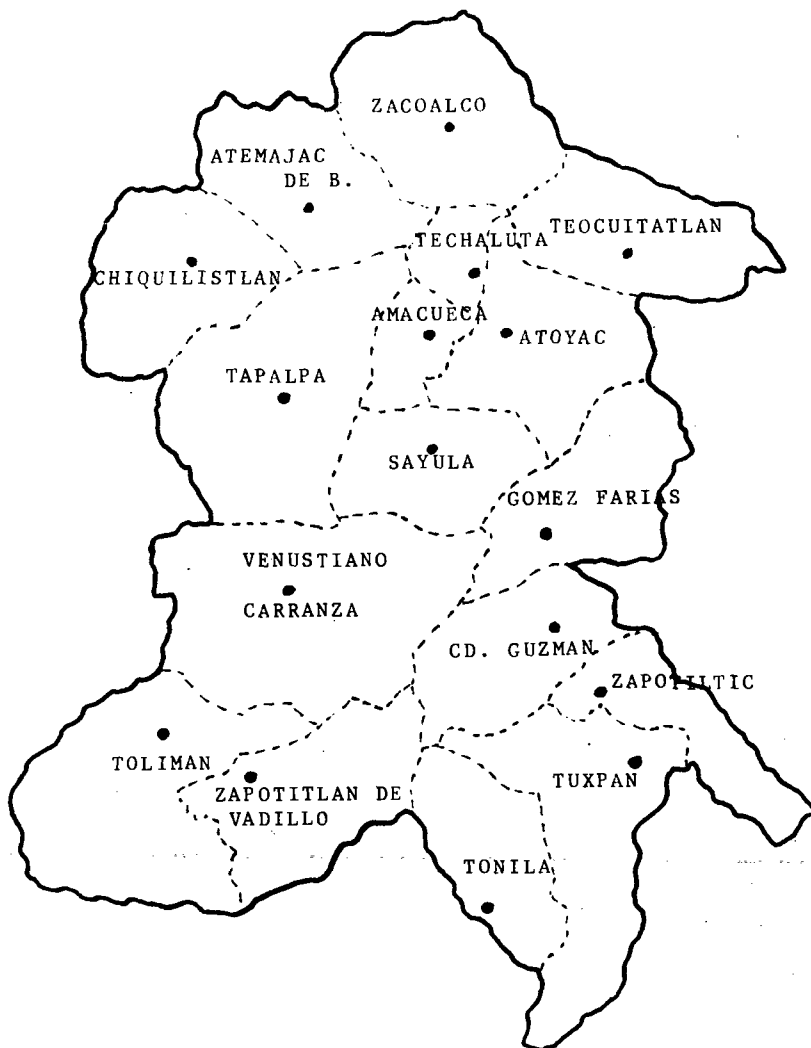 ZACOALCO
ATEMAJAC
DE B.
TECHALUTA
TEOCUITATLAN
CHIQUILISTLAN
AMACUECA
ATOYAC
TAPALPA
SAYULA
GOMEZ FARIAS
VENUSTIANO
CARRANZA
CD. GUZMAN
ZAPOTILTIC
TOLIMAN
ZAPOTITLAN DE
VADILLO
TUXPAN
TONILA